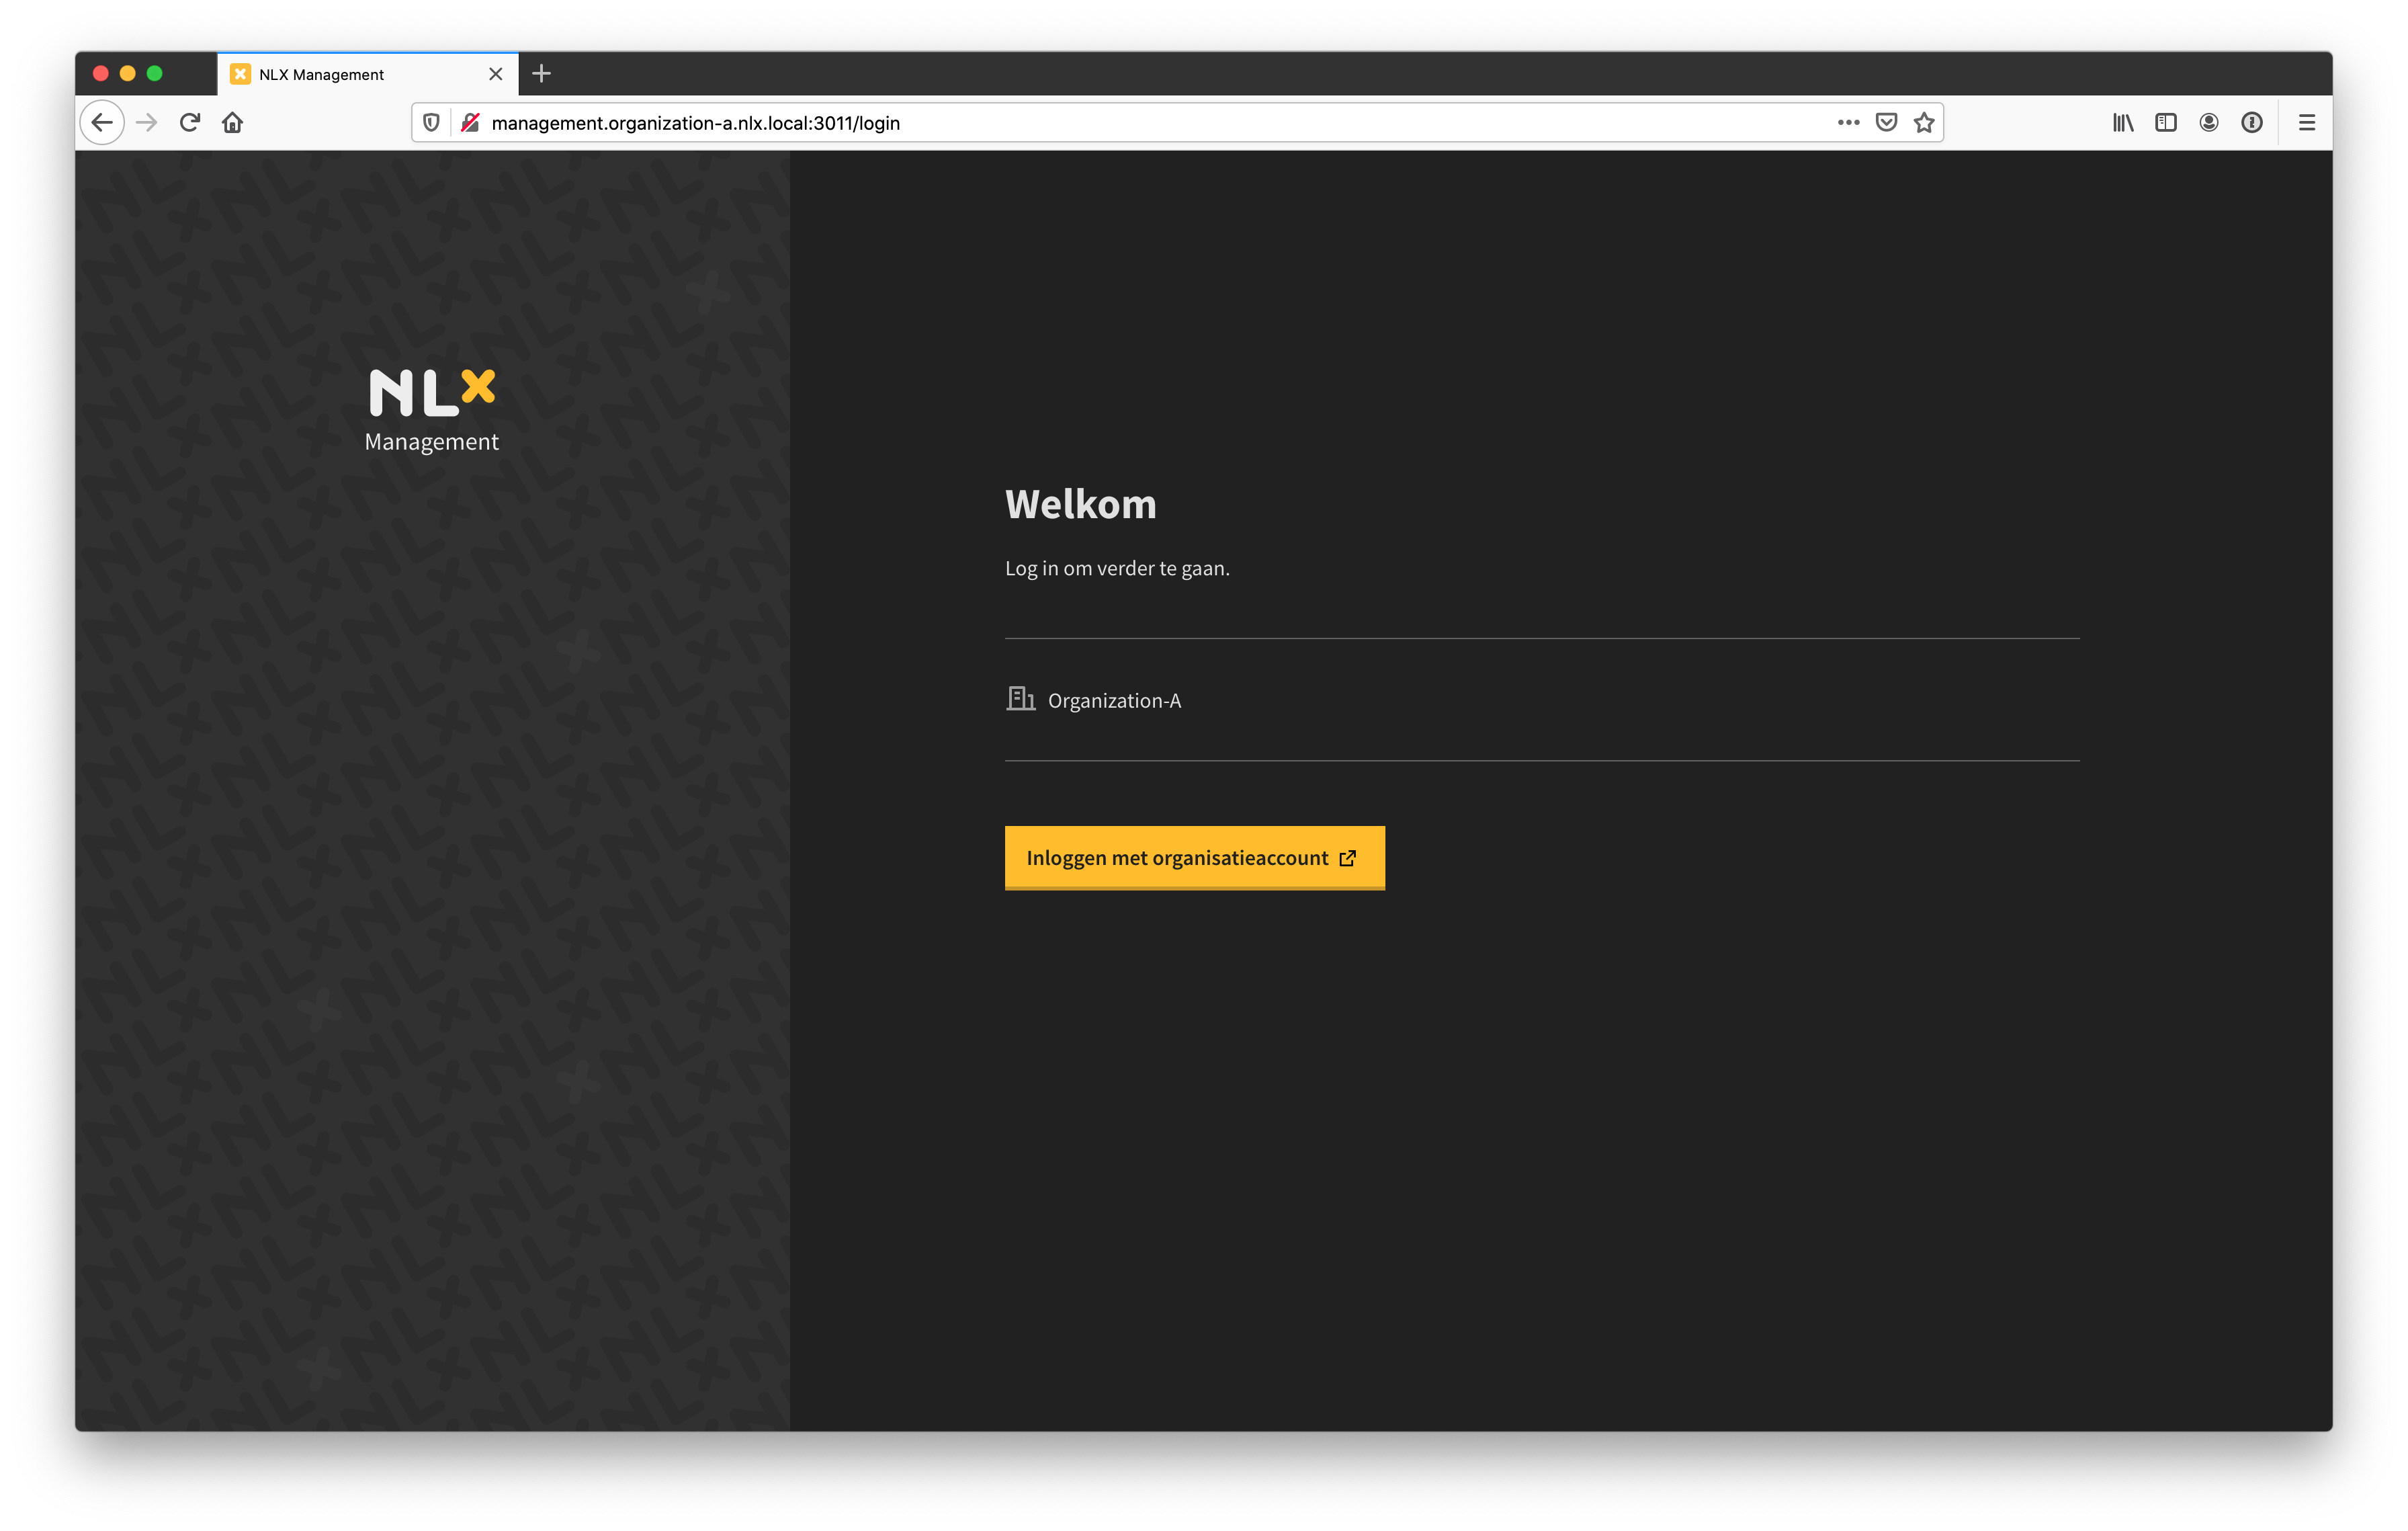 NLX Management
management.organization-a.nlx.local:3011/login
NLX
Management
Welkom
Log in om verder te gaan.
Organization-A
Inloggen met organisatieaccount